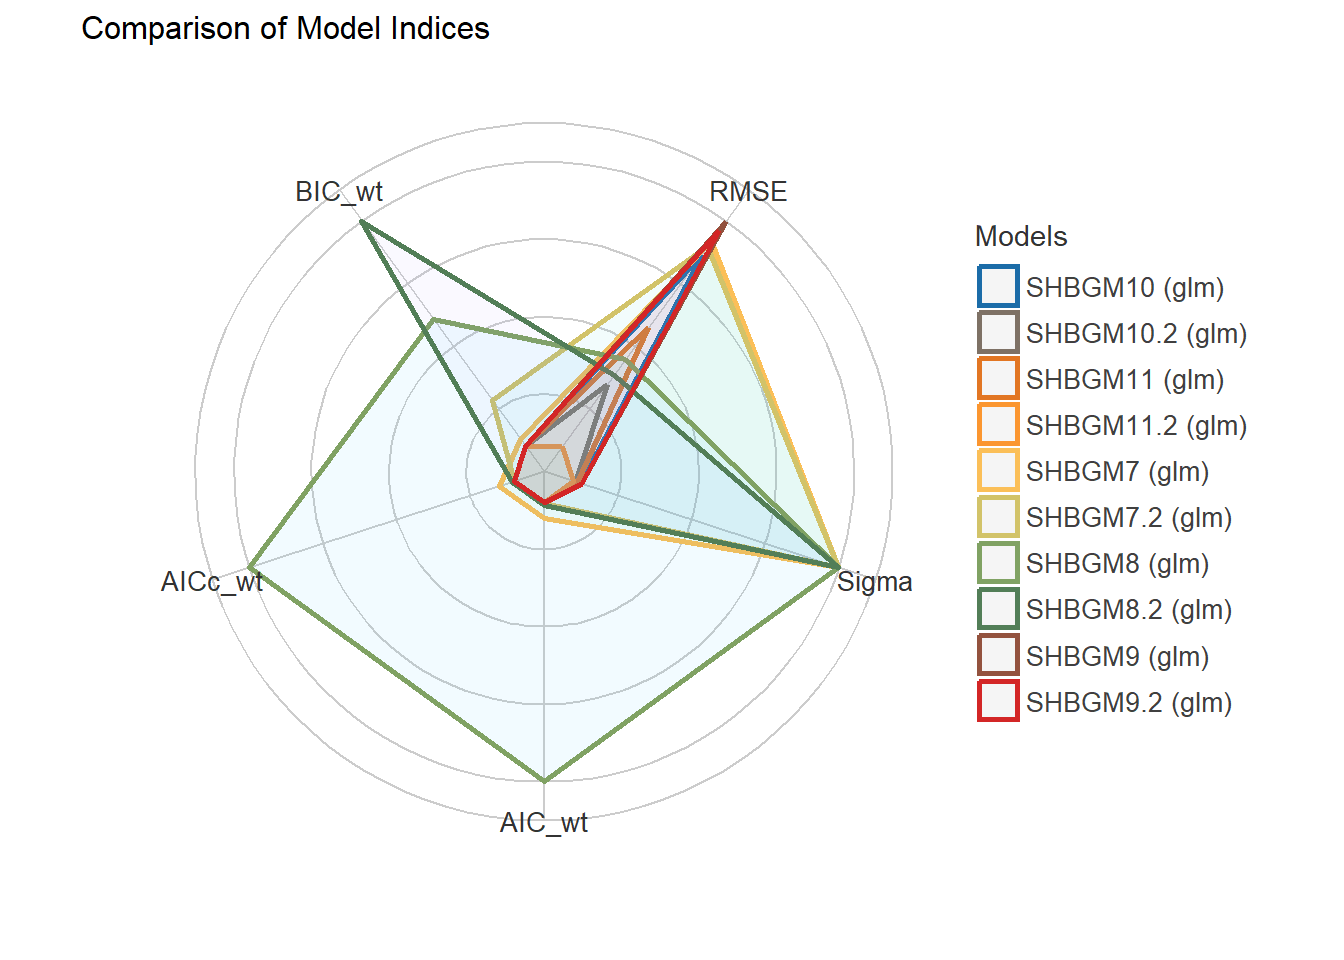 Comparison of Model Indices
BIC_wt
RMSE
AICc_wt
Sigma
AIC_wt
Models
SHBGM10 (glm)
SHBGM10.2 (glm)
SHBGM11 (glm)
SHBGM11.2 (glm)
SHBGM7 (glm)
SHBGM7.2 (glm)
SHBGM8 (glm)
SHBGM8.2 (glm)
SHBGM9 (glm)
SHBGM9.2 (glm)